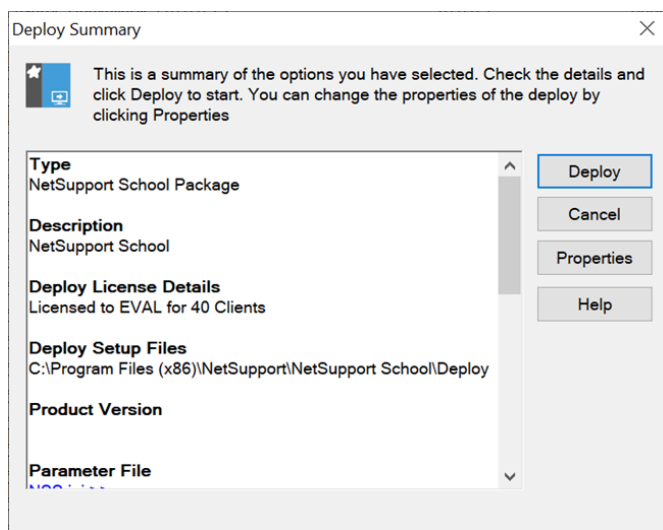 Deploy Summary
This is a summary of the options you have selected. Check the details and
click Deploy to start. You can change the properties of the deploy by
clicking Properties
Type
NetSupport School Package
Description
NetSupport School
Deploy License Details
Licensed to EVAL for 40 Clients
Deploy Setup Files
C:\Program Files (x86)\NetSupport\NetSupport School\Deploy
Product Version
Parameter File
Deploy
Cancel
Properties
Help